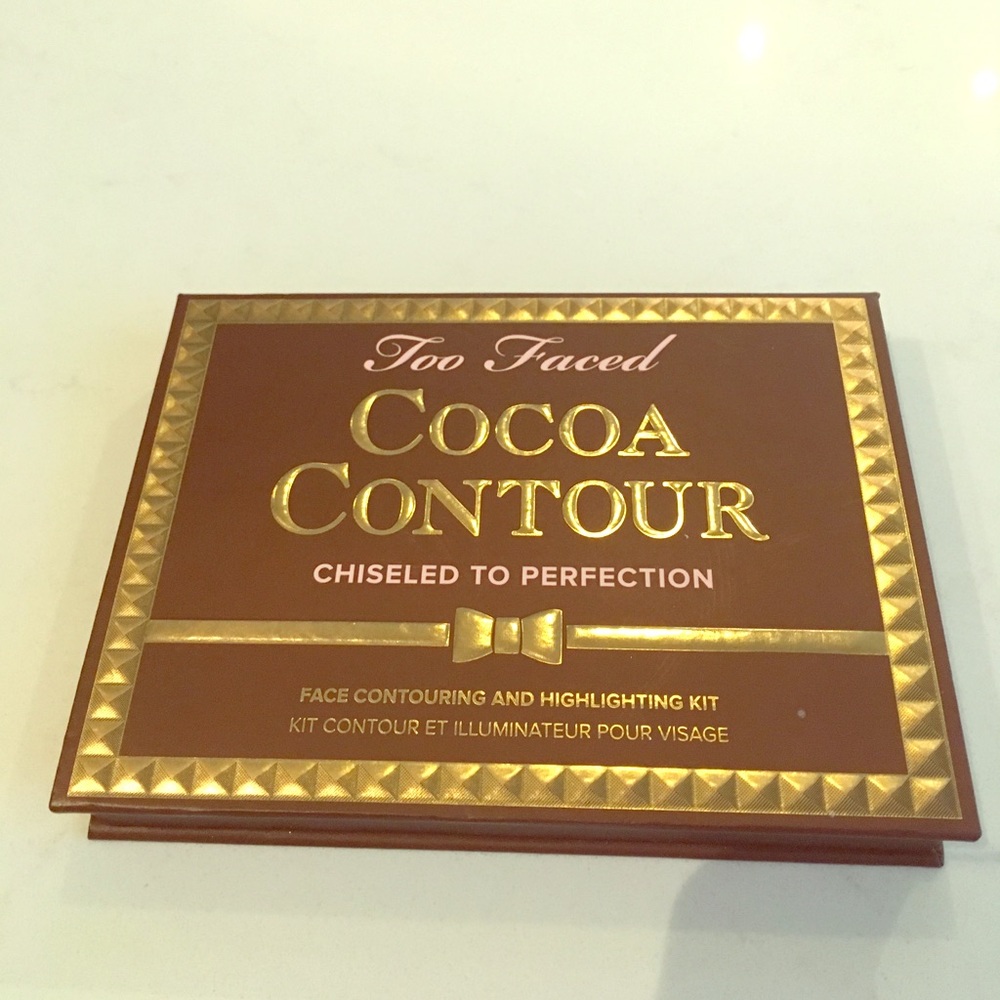 Too Faced
COCOA
CONTOUR
CHISELED TO PERFECTION
FACE CONTOURING AND HIGHLIGHTING KIT
KIT CONTOUR ET ILLUMINATEUR POUR VISAGE